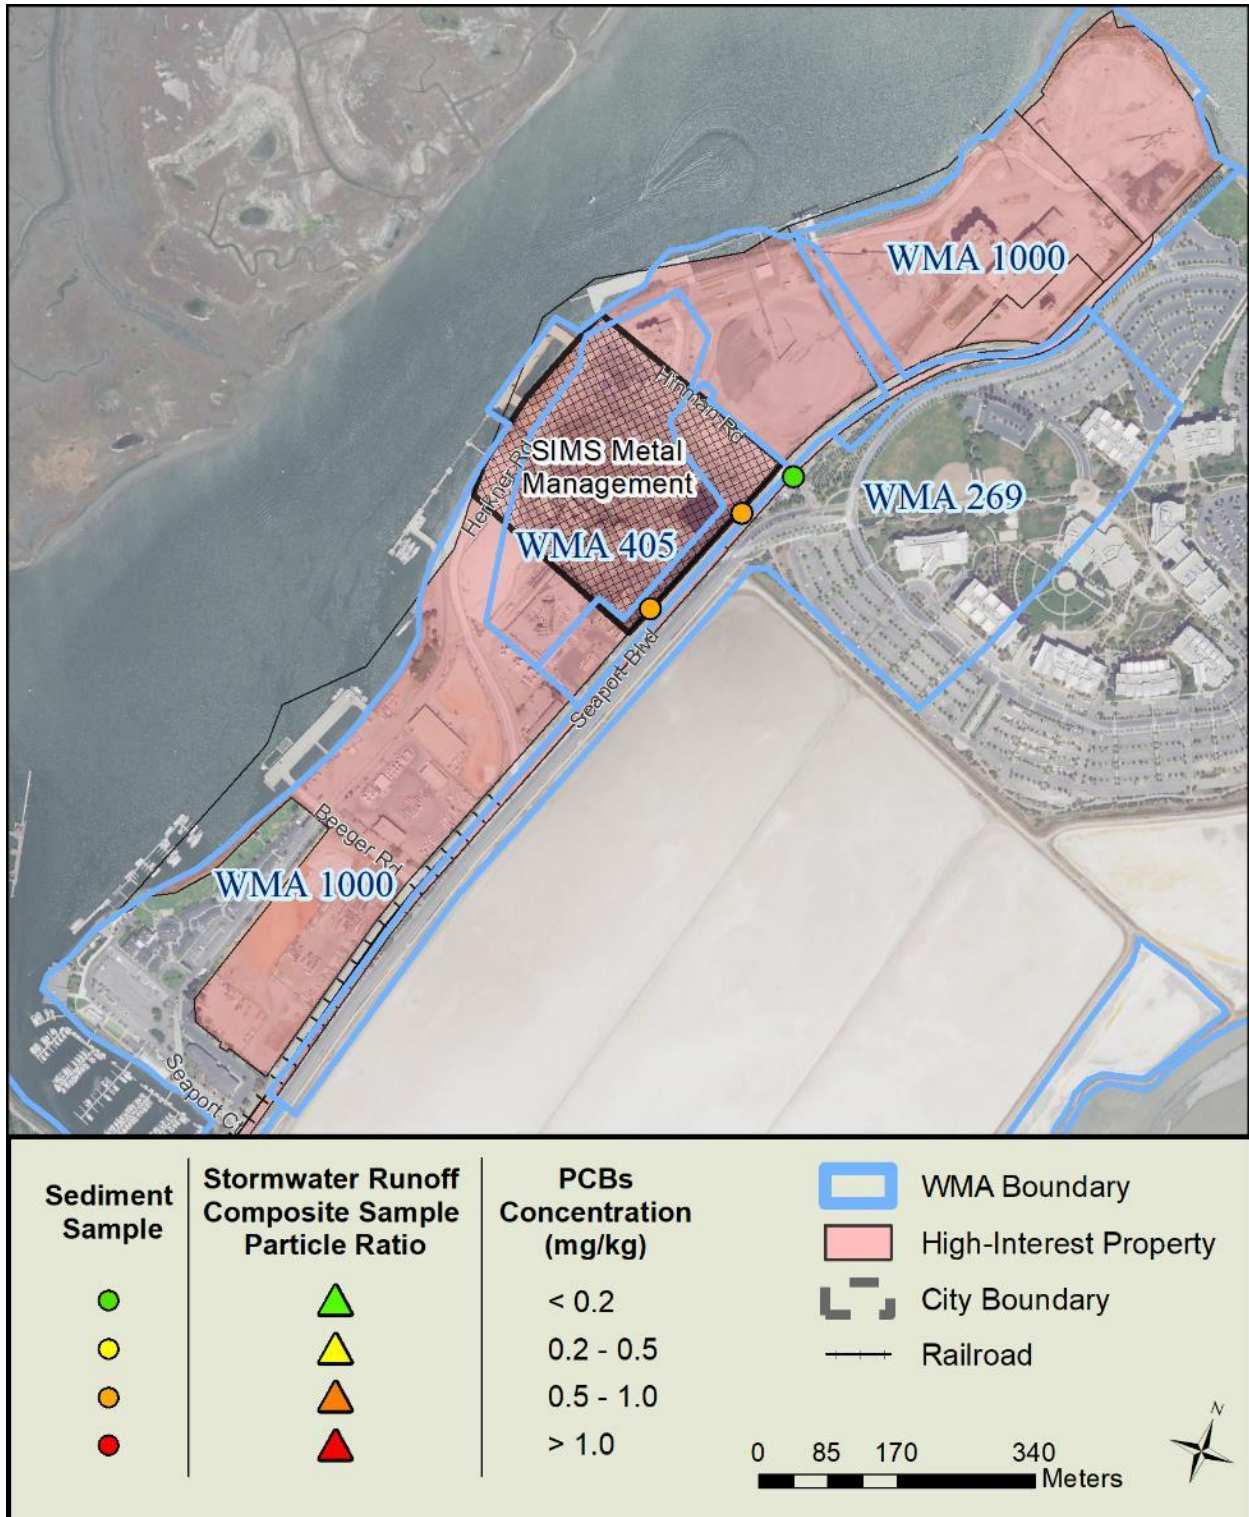 WMA 1000
Hinman Rd
SIMS Metal
Management
Herkner Rd
WMA 269
WMA 405
Seaport Blvd
Beeger Rd
WMA 1000
Seaport Ct
Sediment
Sample
Stormwater Runoff
Composite Sample
Particle Ratio
PCBs
Concentration
(mg/kg)
< 0.2
0.2 - 0.5
0.5 - 1.0
> 1.0
WMA Boundary
High-Interest Property
City Boundary
Railroad
N
0 85 170 340
Meters